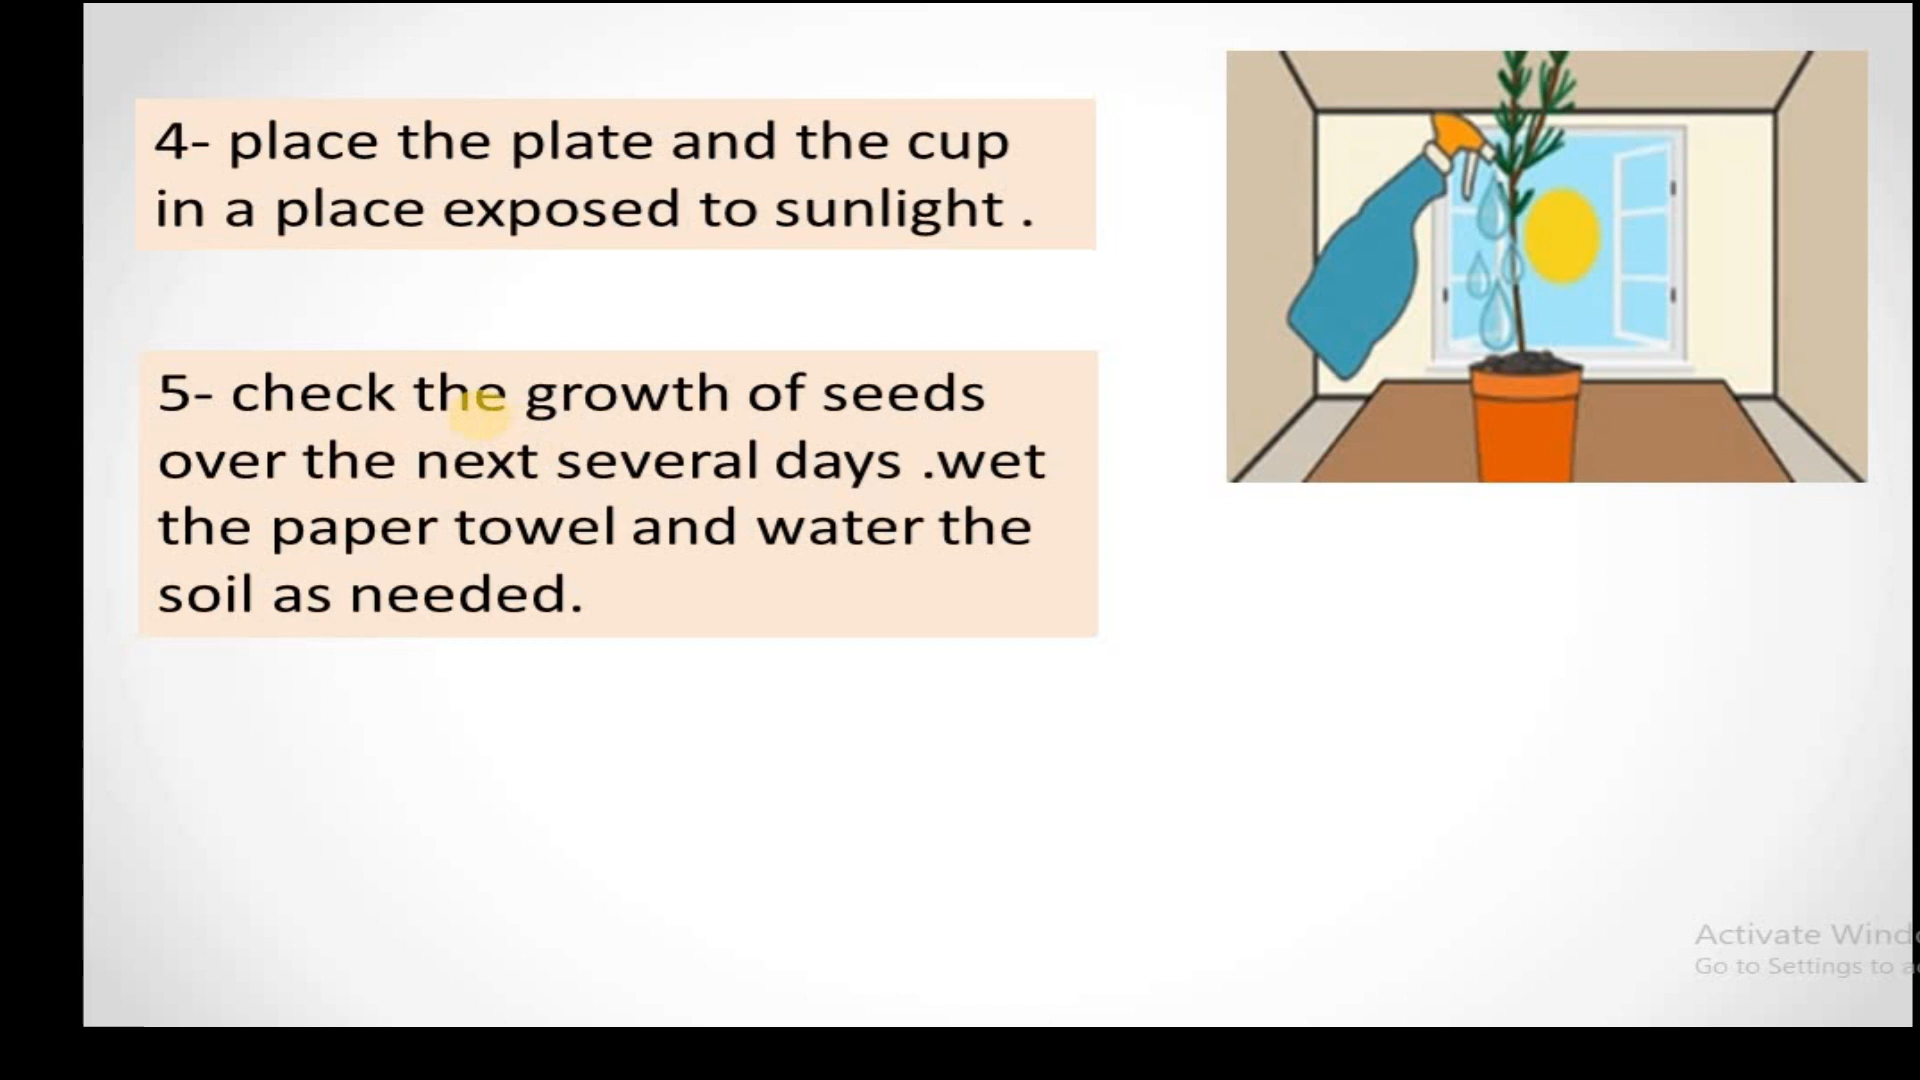 4- place the plate and the cup
in a place exposed to sunlight .
5- check the growth of seeds
over the next several days .wet
the paper towel and water the
soil as needed.
Activate Wind
Go to Settings to a